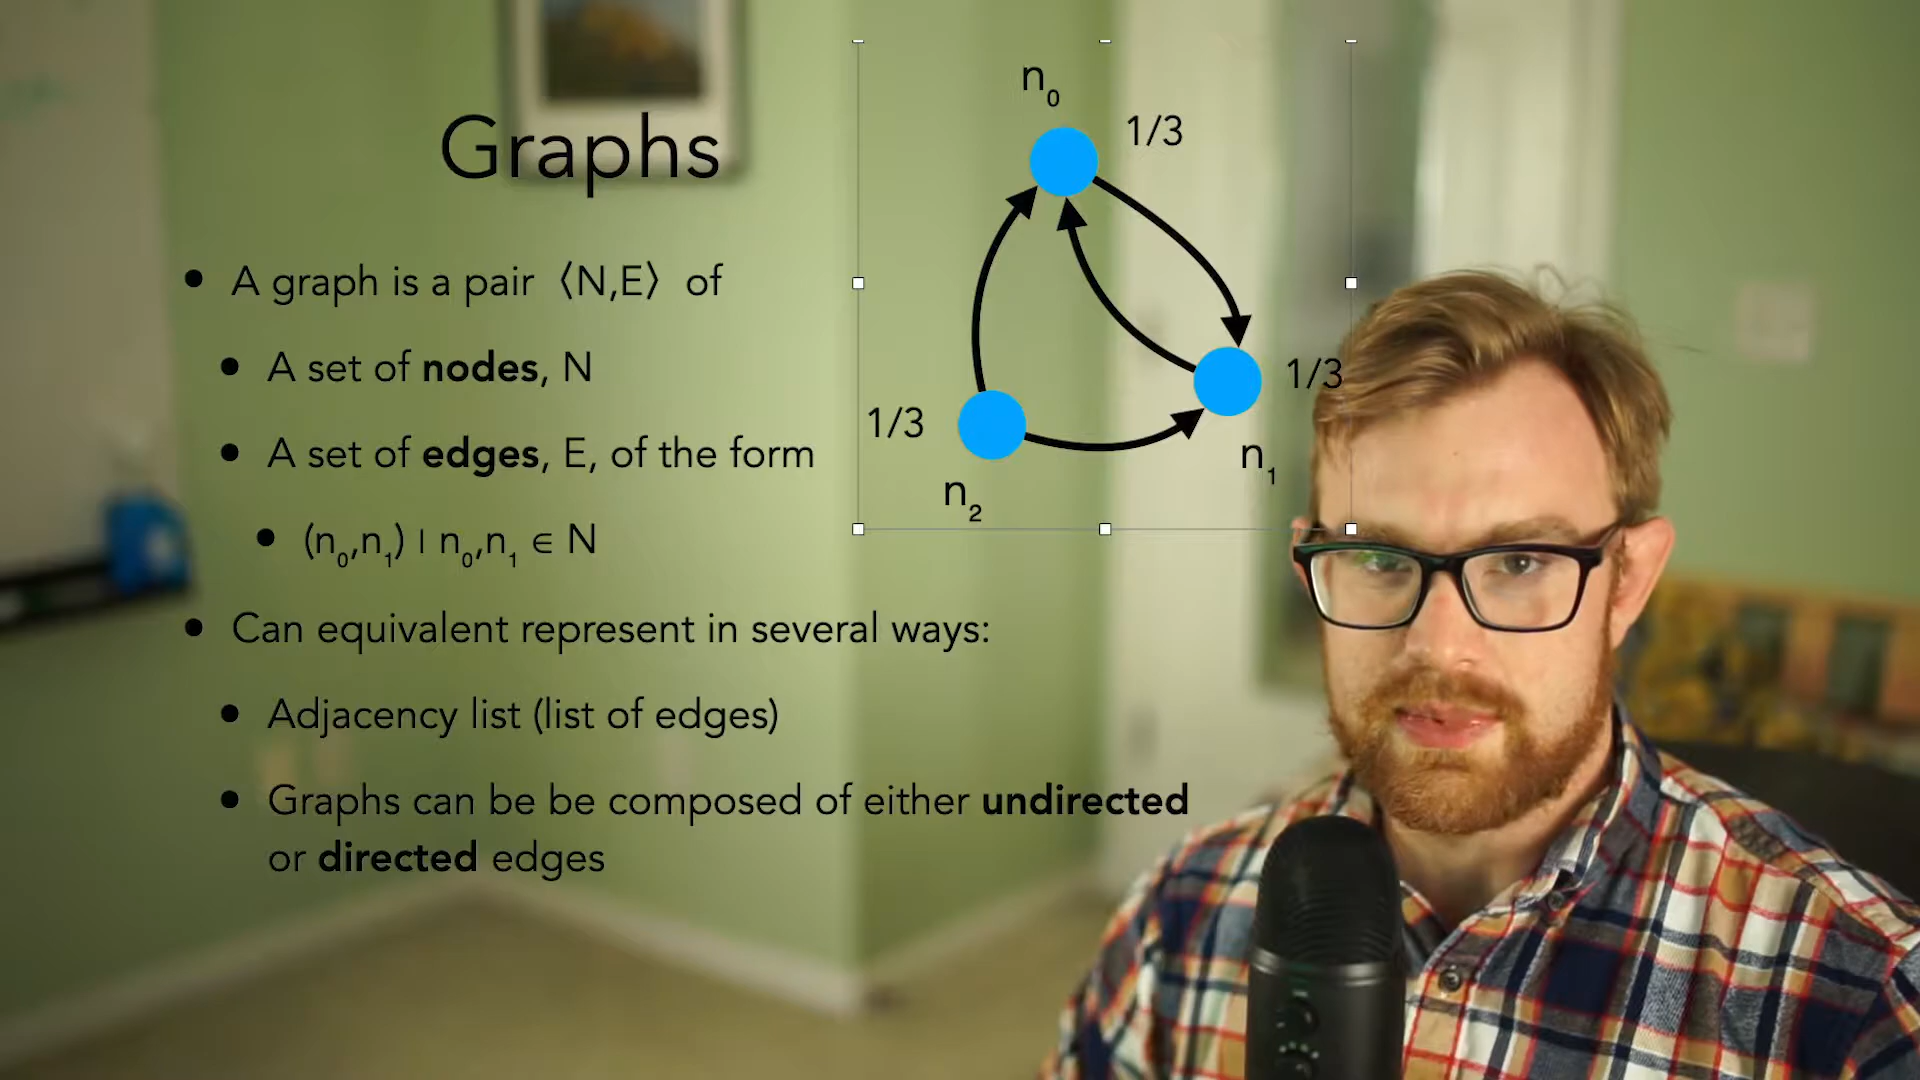 Graphs
• A graph is a pair ⟨N,E⟩ of
• A set of nodes, N
• A set of edges, E, of the form
• (n₀,n₁) | n₀,n₁ ∈ N
• Can equivalent represent in several ways:
• Adjacency list (list of edges)
• Graphs can be be composed of either undirected
or directed edges
n₀
1/3
1/3
n₁
1/3
n₂